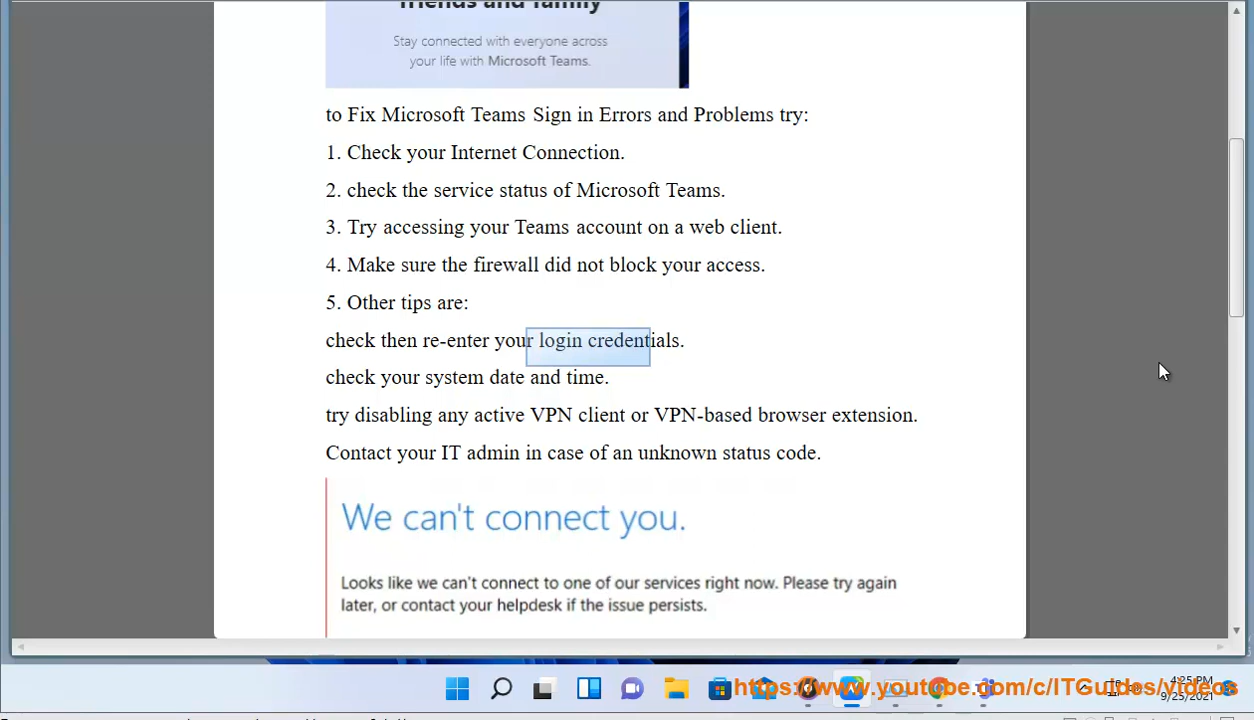 friends and family
Stay connected with everyone across
your life with Microsoft Teams.
to Fix Microsoft Teams Sign in Errors and Problems try:
1. Check your Internet Connection.
2. check the service status of Microsoft Teams.
3. Try accessing your Teams account on a web client.
4. Make sure the firewall did not block your access.
5. Other tips are:
check then re-enter your login credentials.
check your system date and time.
try disabling any active VPN client or VPN-based browser extension.
Contact your IT admin in case of an unknown status code.
We can't connect you.
Looks like we can't connect to one of our services right now. Please try again
later, or contact your helpdesk if the issue persists.
4:25 PM
https://www.youtube.com/c/ITGuides/videos
9/25/2021